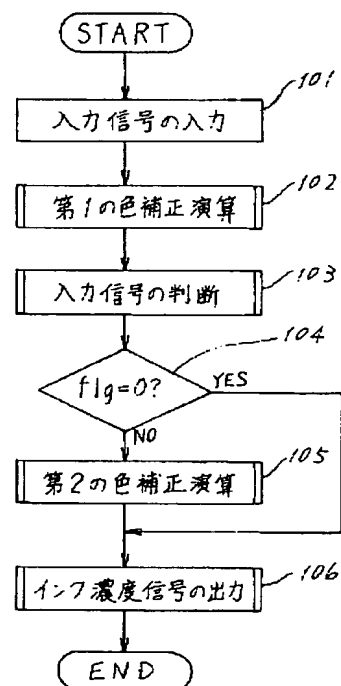 START
101
入力信号の入力
102
第1の色補正演算
103
入力信号の判断
104
flg=0?
YES
NO
105
第2の色補正演算
106
インク濃度信号の出力
END